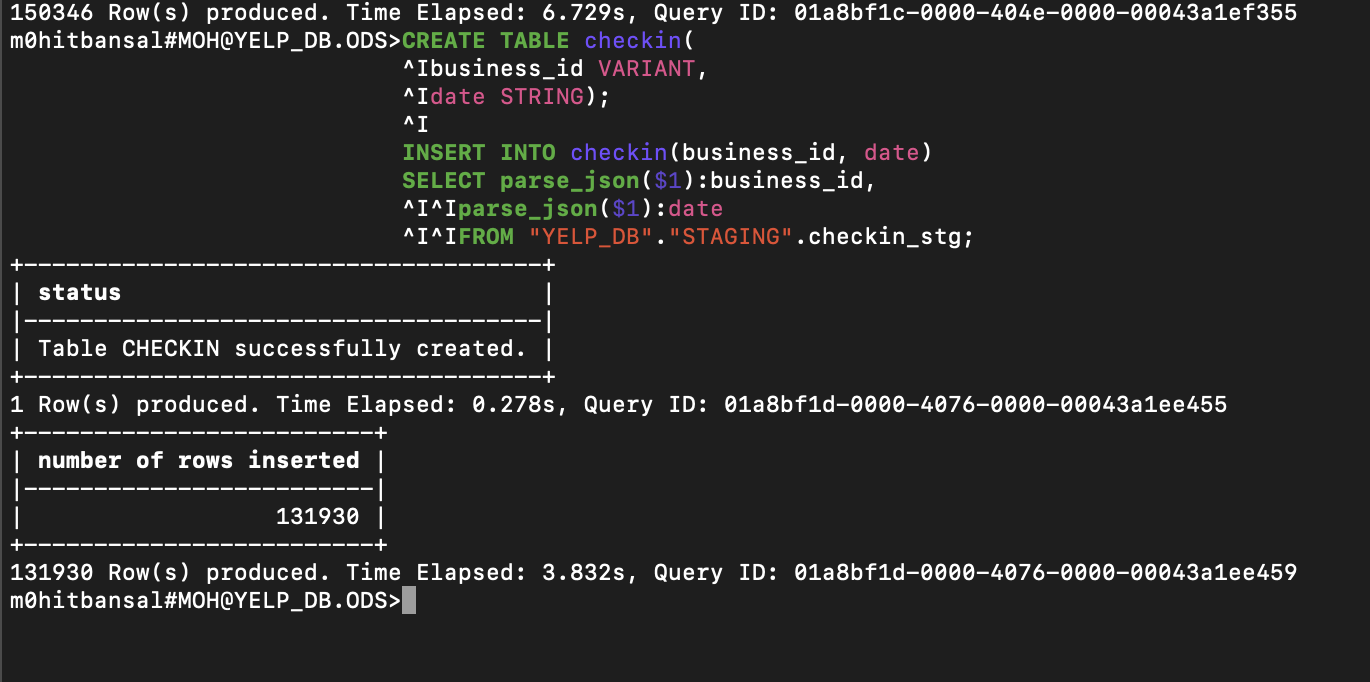 150346 Row(s) produced. Time Elapsed: 6.729s, Query ID: 01a8bf1c-0000-404e-0000-00043a1ef355
m0hitbansal#MOH@YELP_DB.ODS>CREATE TABLE checkin(
^Ibusiness_id VARIANT,
^Idate STRING);
^I
INSERT INTO checkin(business_id, date)
SELECT parse_json($1):business_id,
^I^Iparse_json($1):date
^I^IFROM "YELP_DB"."STAGING".checkin_stg;
+-------------------------------------+
| status                              |
|-------------------------------------|
| Table CHECKIN successfully created. |
+-------------------------------------+
1 Row(s) produced. Time Elapsed: 0.278s, Query ID: 01a8bf1d-0000-4076-0000-00043a1ee455
+-------------------------+
| number of rows inserted |
|-------------------------|
|                  131930 |
+-------------------------+
131930 Row(s) produced. Time Elapsed: 3.832s, Query ID: 01a8bf1d-0000-4076-0000-00043a1ee459
m0hitbansal#MOH@YELP_DB.ODS>